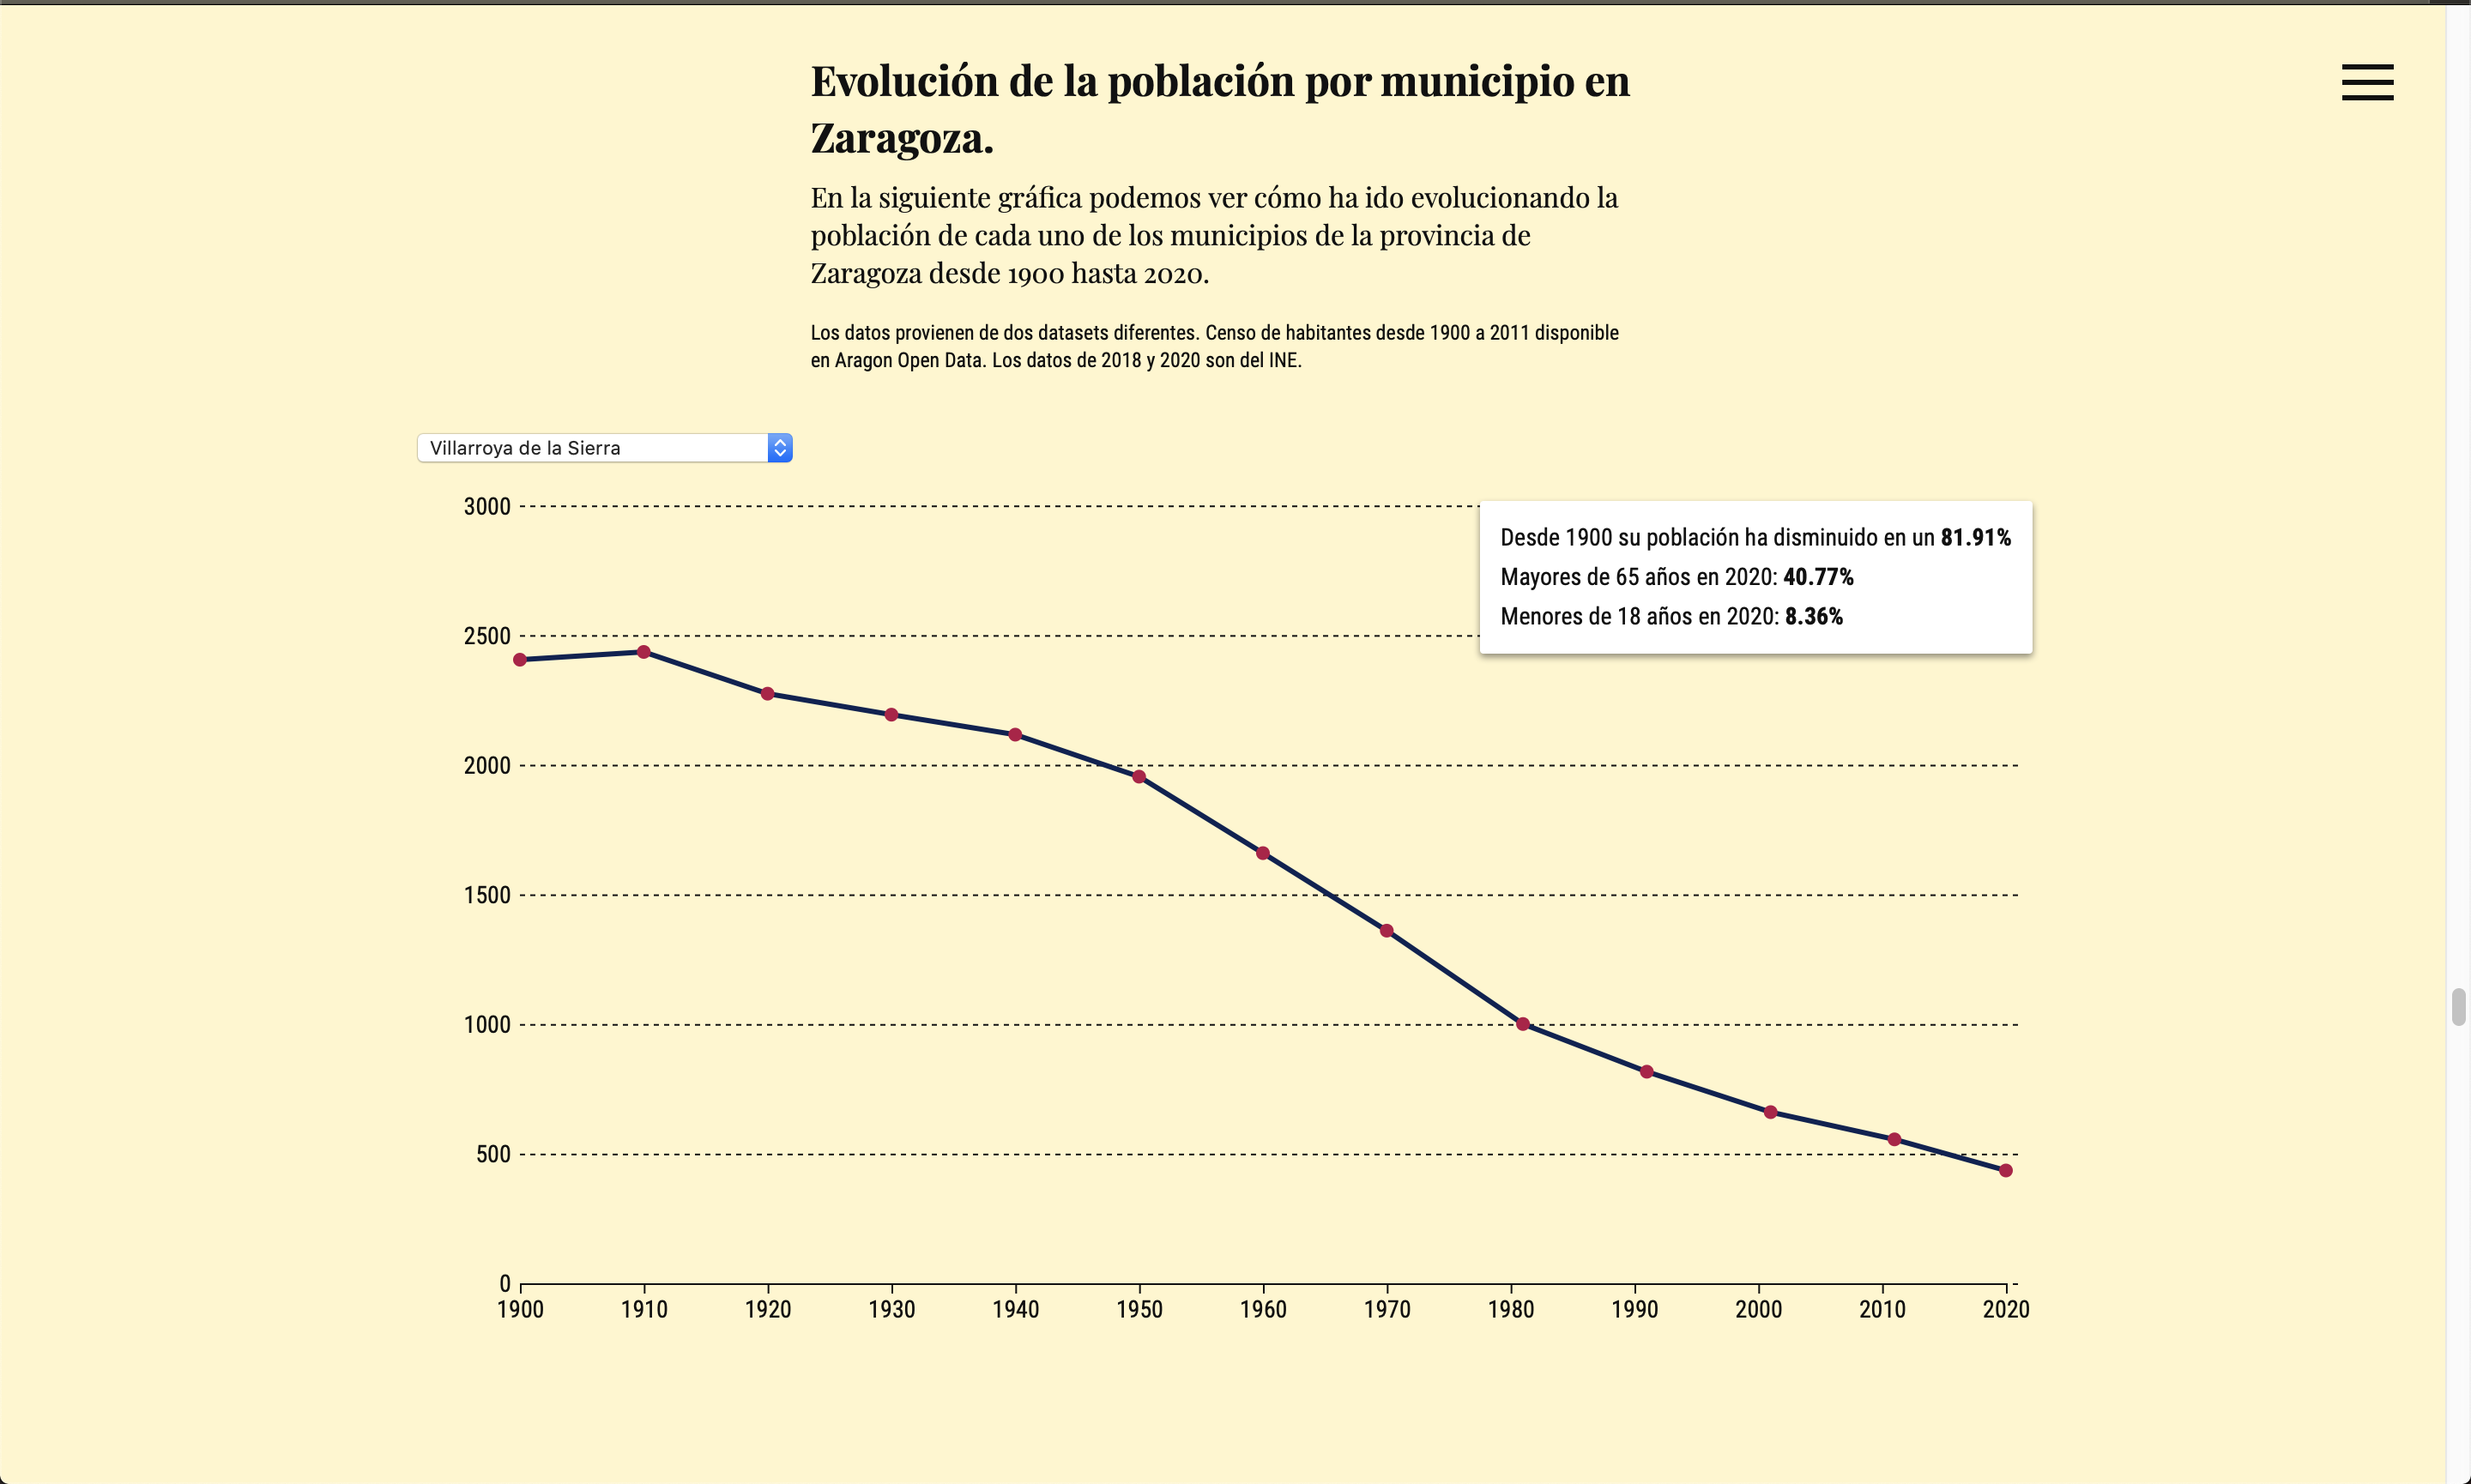 Evolución de la población por municipio en
Zaragoza.
En la siguiente gráfica podemos ver cómo ha ido evolucionando la
población de cada uno de los municipios de la provincia de
Zaragoza desde 1900 hasta 2020.
Los datos provienen de dos datasets diferentes. Censo de habitantes desde 1900 a 2011 disponible
en Aragon Open Data. Los datos de 2018 y 2020 son del INE.
Villarroya de la Sierra
Desde 1900 su población ha disminuido en un 81.91%
Mayores de 65 años en 2020: 40.77%
Menores de 18 años en 2020: 8.36%
3000
2500
2000
1500
1000
500
0
1900 1910 1920 1930 1940 1950 1960 1970 1980 1990 2000 2010 2020